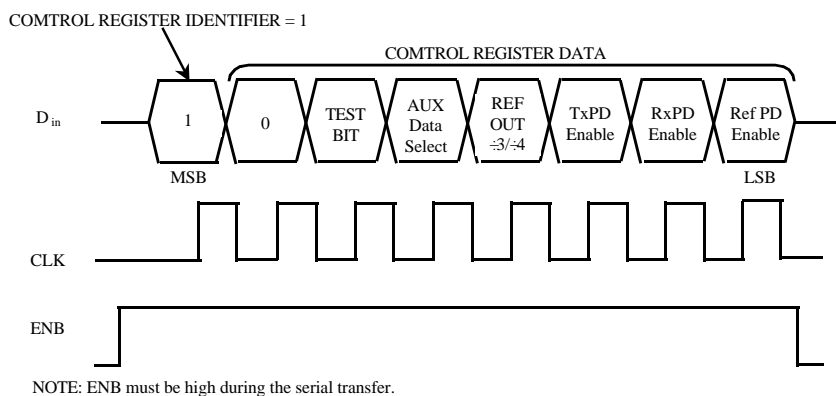 COMTROL REGISTER IDENTIFIER = 1
COMTROL REGISTER DATA
D in
1
0
TEST
BIT
AUX
Data
Select
REF
OUT
÷3/÷4
TxPD
Enable
RxPD
Enable
Ref PD
Enable
MSB
LSB
CLK
ENB
NOTE: ENB must be high during the serial transfer.